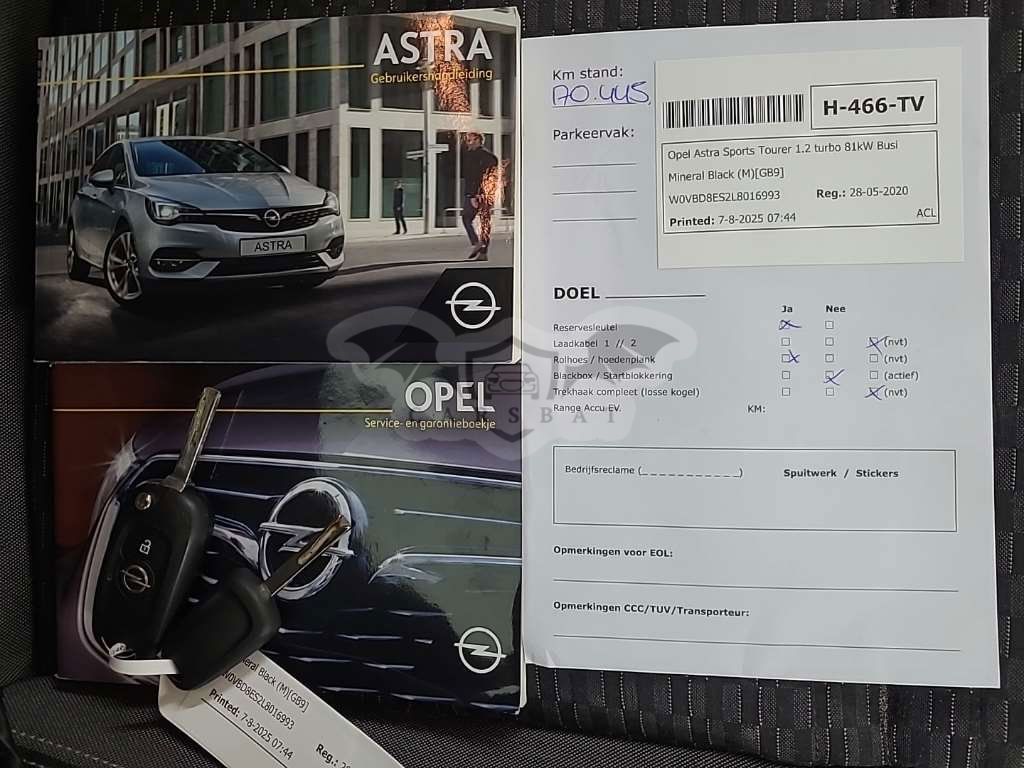 ASTRA
Gebruikershandleiding
ASTRA
OPEL
Service- en garantieboekje
Mineral Black (M)[GB9]
W0VBD8ES2L8016993
Printed: 7-8-2025 07:44
Reg.: 28
Km stand:
170.445,
Parkeervak:
H-466-TV
Opel Astra Sports Tourer 1.2 turbo 81kW Busi
Mineral Black (M)[GB9]
W0VBD8ES2L8016993 Reg.: 28-05-2020
Printed: 7-8-2025 07:44 ACL
DOEL
Ja Nee
Reservesleutel
Laadkabel 1 // 2 (nvt)
Rolhoes / hoedenplank (nvt)
Blackbox / Startblokkering (actief)
Trekhaak compleet (losse kogel) (nvt)
Range Accu EV. KM:
Bedrijfsreclame (___________) Spuitwerk / Stickers
Opmerkingen voor EOL:
Opmerkingen CCC/TUV/Transporteur: